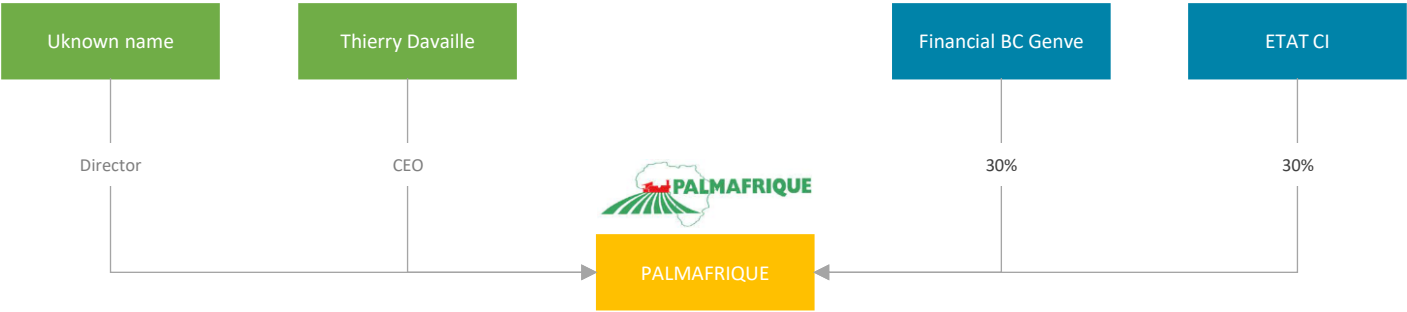 Uknown name
Thierry Davaille
Financial BC Genve
ETAT CI
Director
CEO
30%
30%
PALMAFRIQUE
PALMAFRIQUE